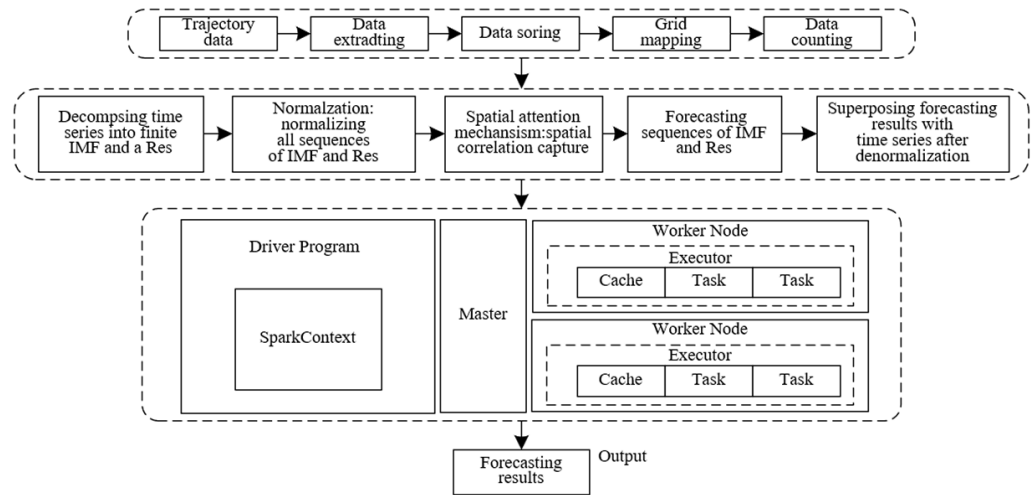 Trajectory
data
Data
extradting
Data soring
Grid
mapping
Data
counting
Decompsing time
series into finite
IMF and a Res
Normalzation:
normalizing
all sequences
of IMF and Res
Spatial attention
mechansism:spatial
correlation capture
Forecasting
sequences of IMF
and Res
Superposing forecasting
results with
time series after
denormalization
Driver Program
SparkContext
Master
Worker Node
Executor
Cache
Task
Task
Worker Node
Executor
Cache
Task
Task
Forecasting
results
Output